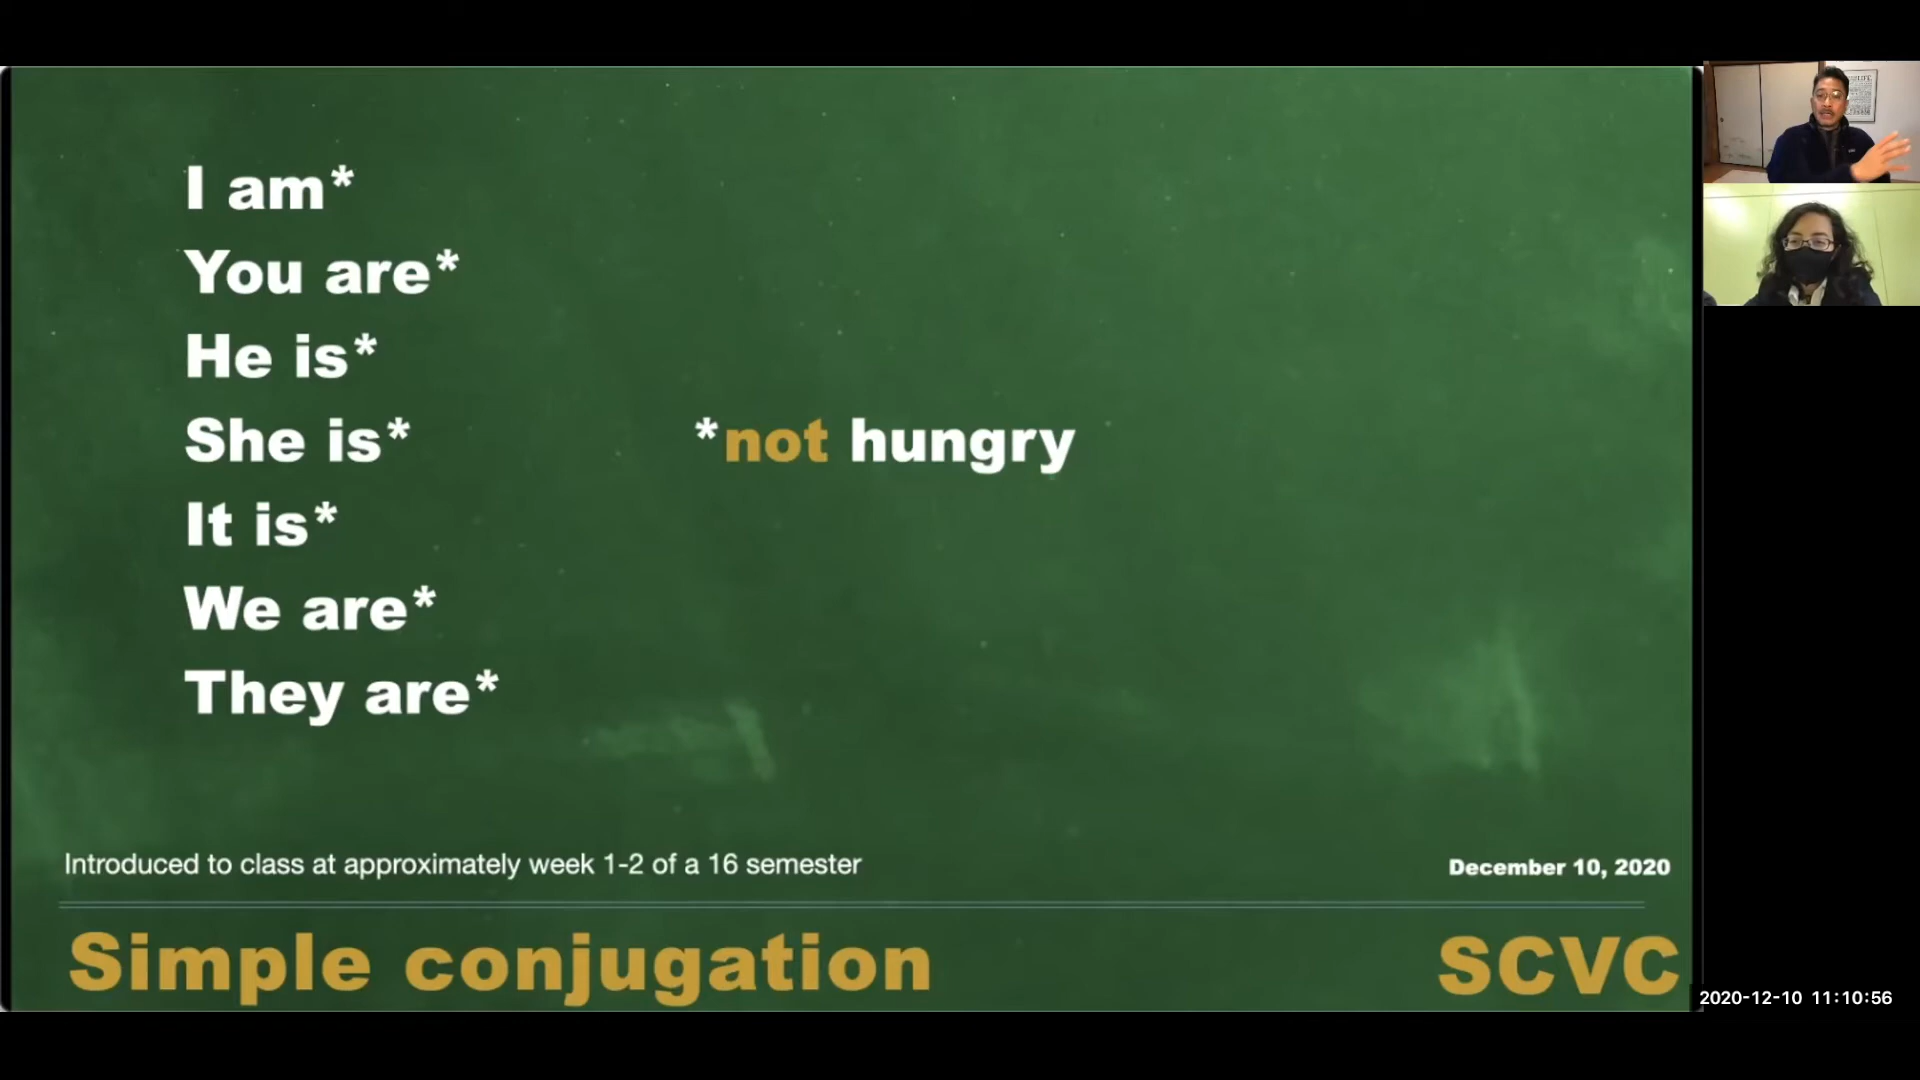 I am*
You are*
He is*
She is*
*not hungry
It is*
We are*
They are*
Introduced to class at approximately week 1-2 of a 16 semester
December 10, 2020
Simple conjugation
SCVC
2020-12-10 11:10:56